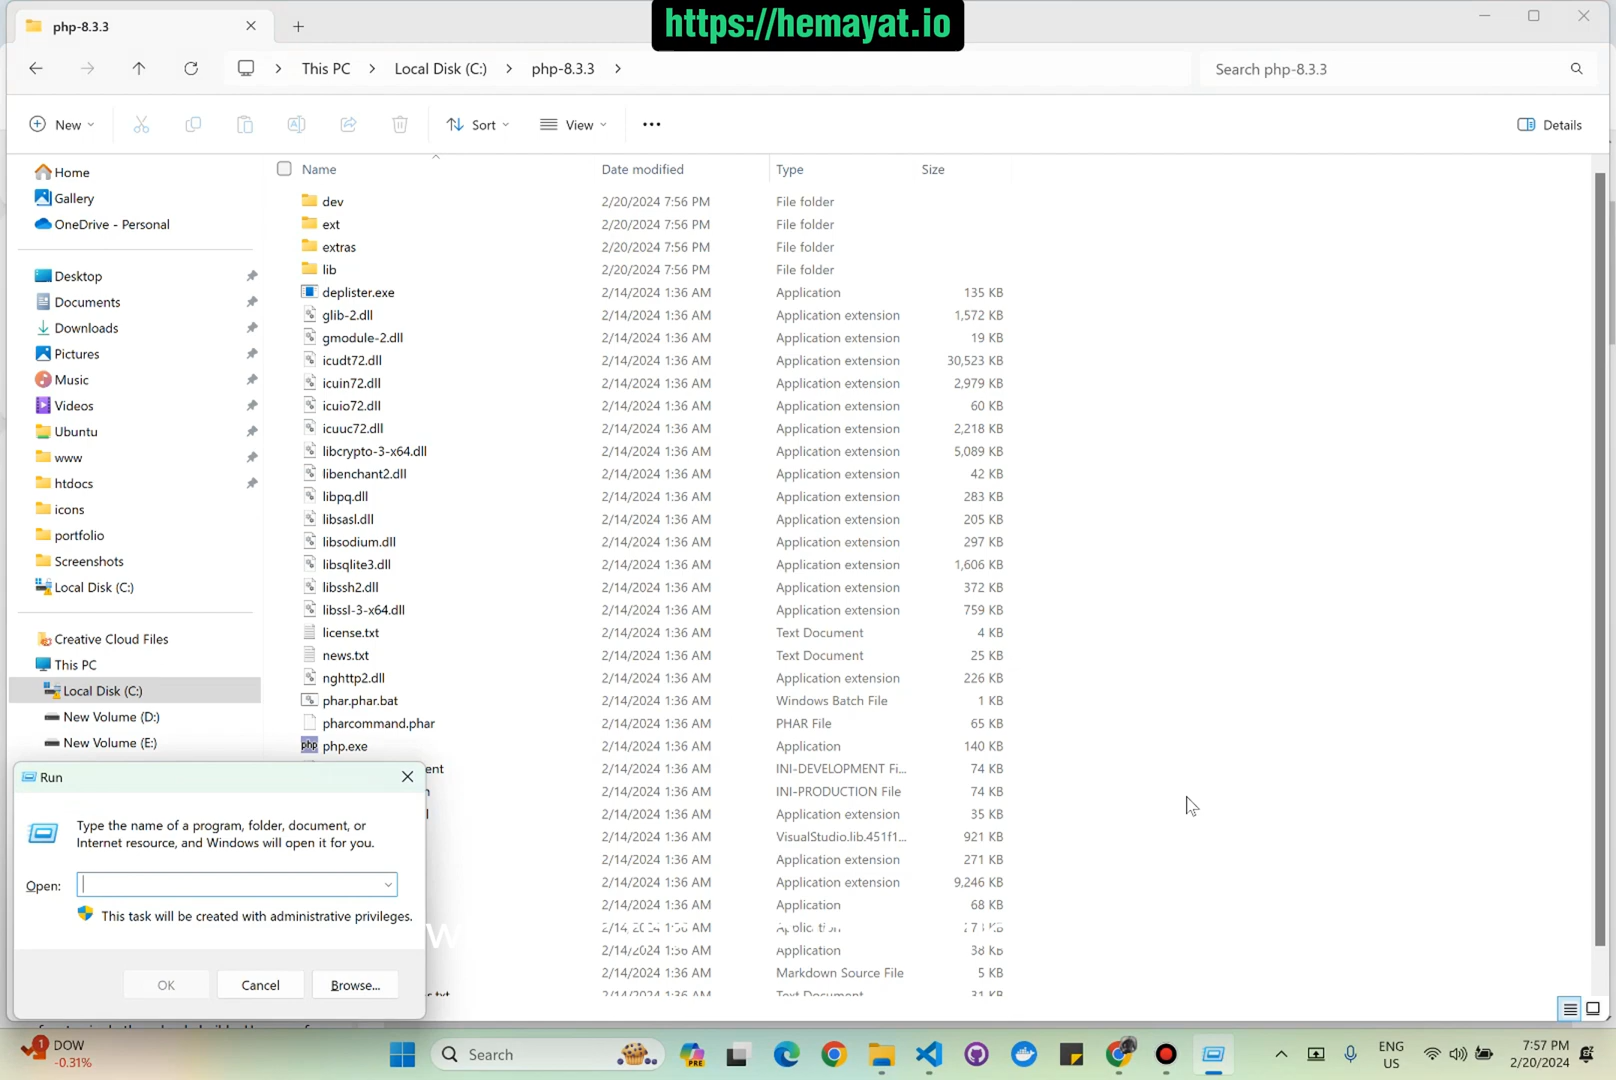 https://hemayat.io
php-8.3.3
This PC
Local Disk (C:)
php-8.3.3
Search php-8.3.3
New
Sort
View
Details
Name
Date modified
Type
Size
Home
Gallery
OneDrive - Personal
Desktop
Documents
Downloads
Pictures
Music
Videos
Ubuntu
www
htdocs
icons
portfolio
Screenshots
Local Disk (C:)
Creative Cloud Files
This PC
Local Disk (C:)
New Volume (D:)
New Volume (E:)
dev 2/20/2024 7:56 PM File folder
ext 2/20/2024 7:56 PM File folder
extras 2/20/2024 7:56 PM File folder
lib 2/20/2024 7:56 PM File folder
deplister.exe 2/14/2024 1:36 AM Application 135 KB
glib-2.dll 2/14/2024 1:36 AM Application extension 1,572 KB
gmodule-2.dll 2/14/2024 1:36 AM Application extension 19 KB
icudt72.dll 2/14/2024 1:36 AM Application extension 30,523 KB
icuin72.dll 2/14/2024 1:36 AM Application extension 2,979 KB
icuio72.dll 2/14/2024 1:36 AM Application extension 60 KB
icuuc72.dll 2/14/2024 1:36 AM Application extension 2,218 KB
libcrypto-3-x64.dll 2/14/2024 1:36 AM Application extension 5,089 KB
libenchant2.dll 2/14/2024 1:36 AM Application extension 42 KB
libpq.dll 2/14/2024 1:36 AM Application extension 283 KB
libsasl.dll 2/14/2024 1:36 AM Application extension 205 KB
libsodium.dll 2/14/2024 1:36 AM Application extension 297 KB
libsqlite3.dll 2/14/2024 1:36 AM Application extension 1,606 KB
libssh2.dll 2/14/2024 1:36 AM Application extension 372 KB
libssl-3-x64.dll 2/14/2024 1:36 AM Application extension 759 KB
license.txt 2/14/2024 1:36 AM Text Document 4 KB
news.txt 2/14/2024 1:36 AM Text Document 25 KB
nghttp2.dll 2/14/2024 1:36 AM Application extension 226 KB
phar.phar.bat 2/14/2024 1:36 AM Windows Batch File 1 KB
pharcommand.phar 2/14/2024 1:36 AM PHAR File 65 KB
php php.exe 2/14/2024 1:36 AM Application 140 KB
ent 2/14/2024 1:36 AM INI-DEVELOPMENT Fi... 74 KB
2/14/2024 1:36 AM INI-PRODUCTION File 74 KB
2/14/2024 1:36 AM Application extension 35 KB
2/14/2024 1:36 AM VisualStudio.lib.451f1... 921 KB
2/14/2024 1:36 AM Application extension 271 KB
2/14/2024 1:36 AM Application extension 9,246 KB
2/14/2024 1:36 AM Application 68 KB
2/14/2024 1:36 AM Application 38 KB
2/14/2024 1:36 AM Markdown Source File 5 KB
2/14/2024 1:36 AM Text Document 31 KB
Run
Type the name of a program, folder, document, or
Internet resource, and Windows will open it for you.
Open:
This task will be created with administrative privileges.
OK
Cancel
Browse...
1 DOW
-0.31%
Search
PRE
ENG
US
7:57 PM
2/20/2024